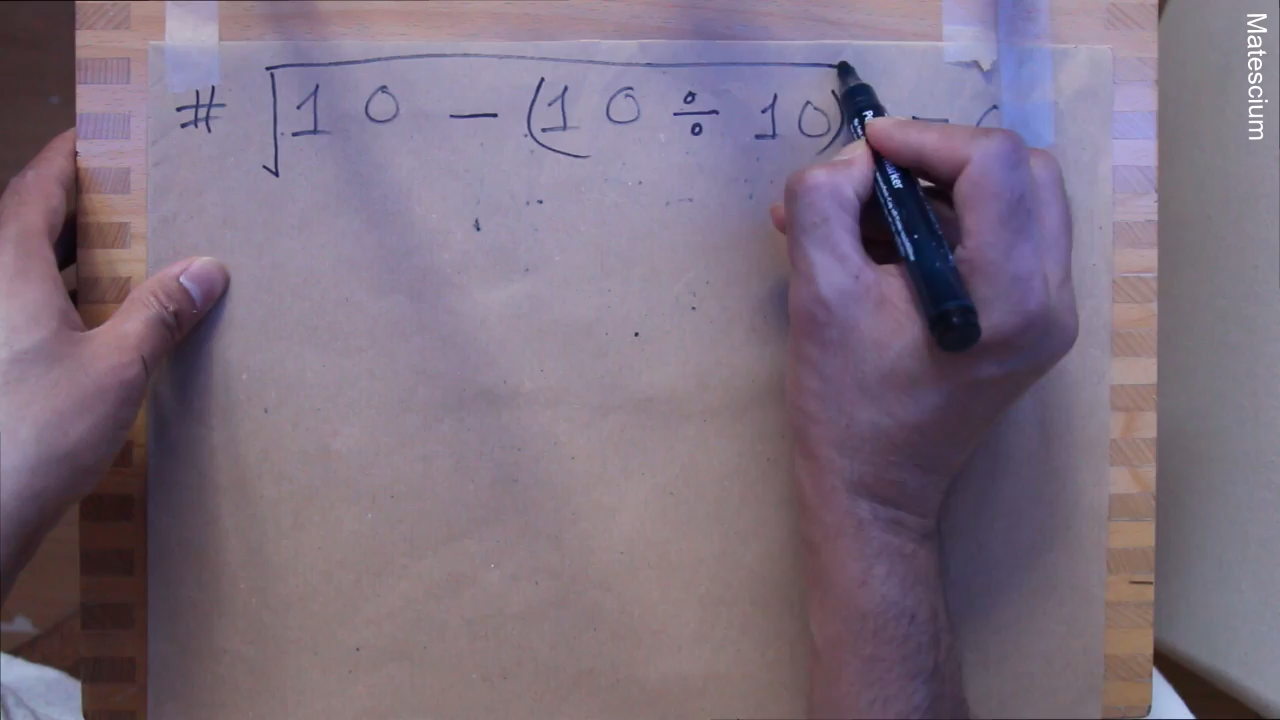 # √10 - (10 ÷ 10) =
Matescium